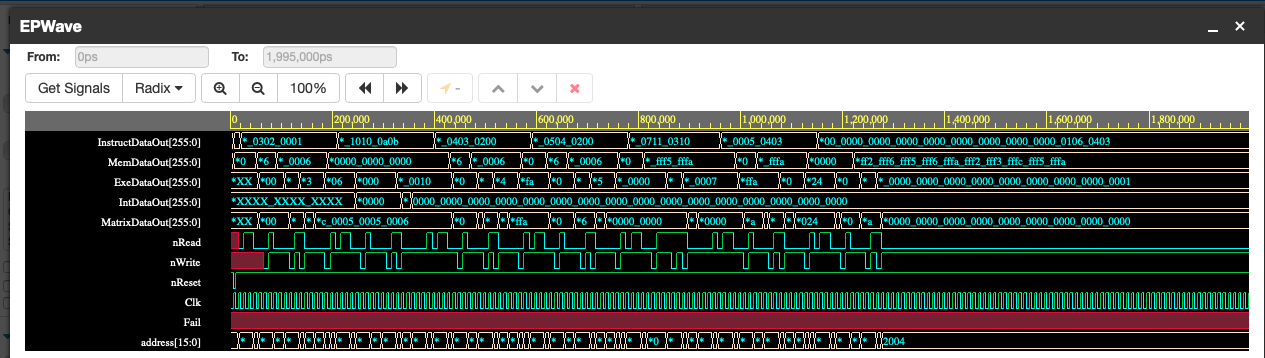 EPWave
From: 0ps To: 1,995,000ps
Get Signals Radix 100% -
0 200,000 400,000 600,000 800,000 1,000,000 1,200,000 1,400,000 1,600,000 1,800,000
InstructDataOut[255:0] *_0302_0001 *_1010_0a0b *_0403_0200 *_0504_0200 *_0711_0310 *_0005_0403 *00_0000_0000_0000_0000_0000_0000_0000_0106_0403
MemDataOut[255:0] *0 *6 *_0006 *0000_0000_0000 *6 *_0006 *0 *6 *_0006 *0 *_fff5_fffa *0 *_fffa *0000 *ff2_fff6_fff5_fff6_fffa_fff2_fff3_fffc_fff5_fffa
ExeDataOut[255:0] *XX *00 * *3 *06 *000 *_0010 *0 * *4 *fa *0 * *5 *_0000 * *_0007 *ffa *0 *24 *0 * *_0000_0000_0000_0000_0000_0000_0000_0000_0001
IntDataOut[255:0] *XXXX_XXXX_XXXX *0000 * *0000_0000_0000_0000_0000_0000_0000_0000_0000_0000_0000_0000
MatrixDataOut[255:0] *XX *00 * * *c_0005_0005_0006 *0 * * * *ffa *0 *6 * *0000_0000 * *0000 *a * * * *024 *0 *a *0000_0000_0000_0000_0000_0000_0000_0000_0000
nRead
nWrite
nReset
Clk
Fail
address[15:0] * * * * * * * * * * * * * * * * *0 * * * * * * * * 2004